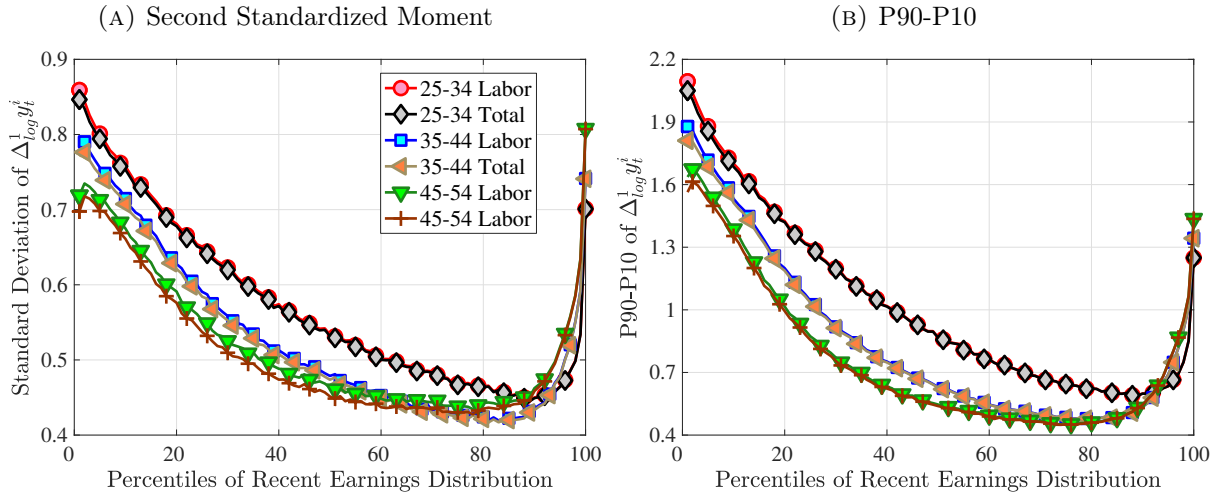 (A) Second Standardized Moment
(B) P90-P10
Standard Deviation of Δ¹_log y^i_t
0.9
0.8
0.7
0.6
0.5
0.4
0 20 40 60 80 100
Percentiles of Recent Earnings Distribution
25-34 Labor
25-34 Total
35-44 Labor
35-44 Total
45-54 Labor
45-54 Labor
P90-P10 of Δ¹_log y^i_t
2.2
1.9
1.6
1.3
1
0.7
0.4
0 20 40 60 80 100
Percentiles of Recent Earnings Distribution